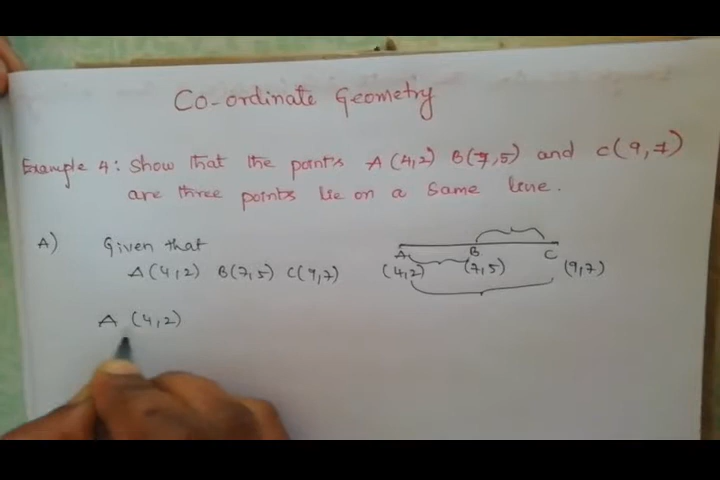 Co-ordinate Geometry
Example 4: Show that the points A(4,2) B(7,5) and C(9,7)
are three points lie on a same line.
A) Given that
A(4,2) B(7,5) C(9,7)
A B C
(4,2) (7,5) (9,7)
A (4,2)